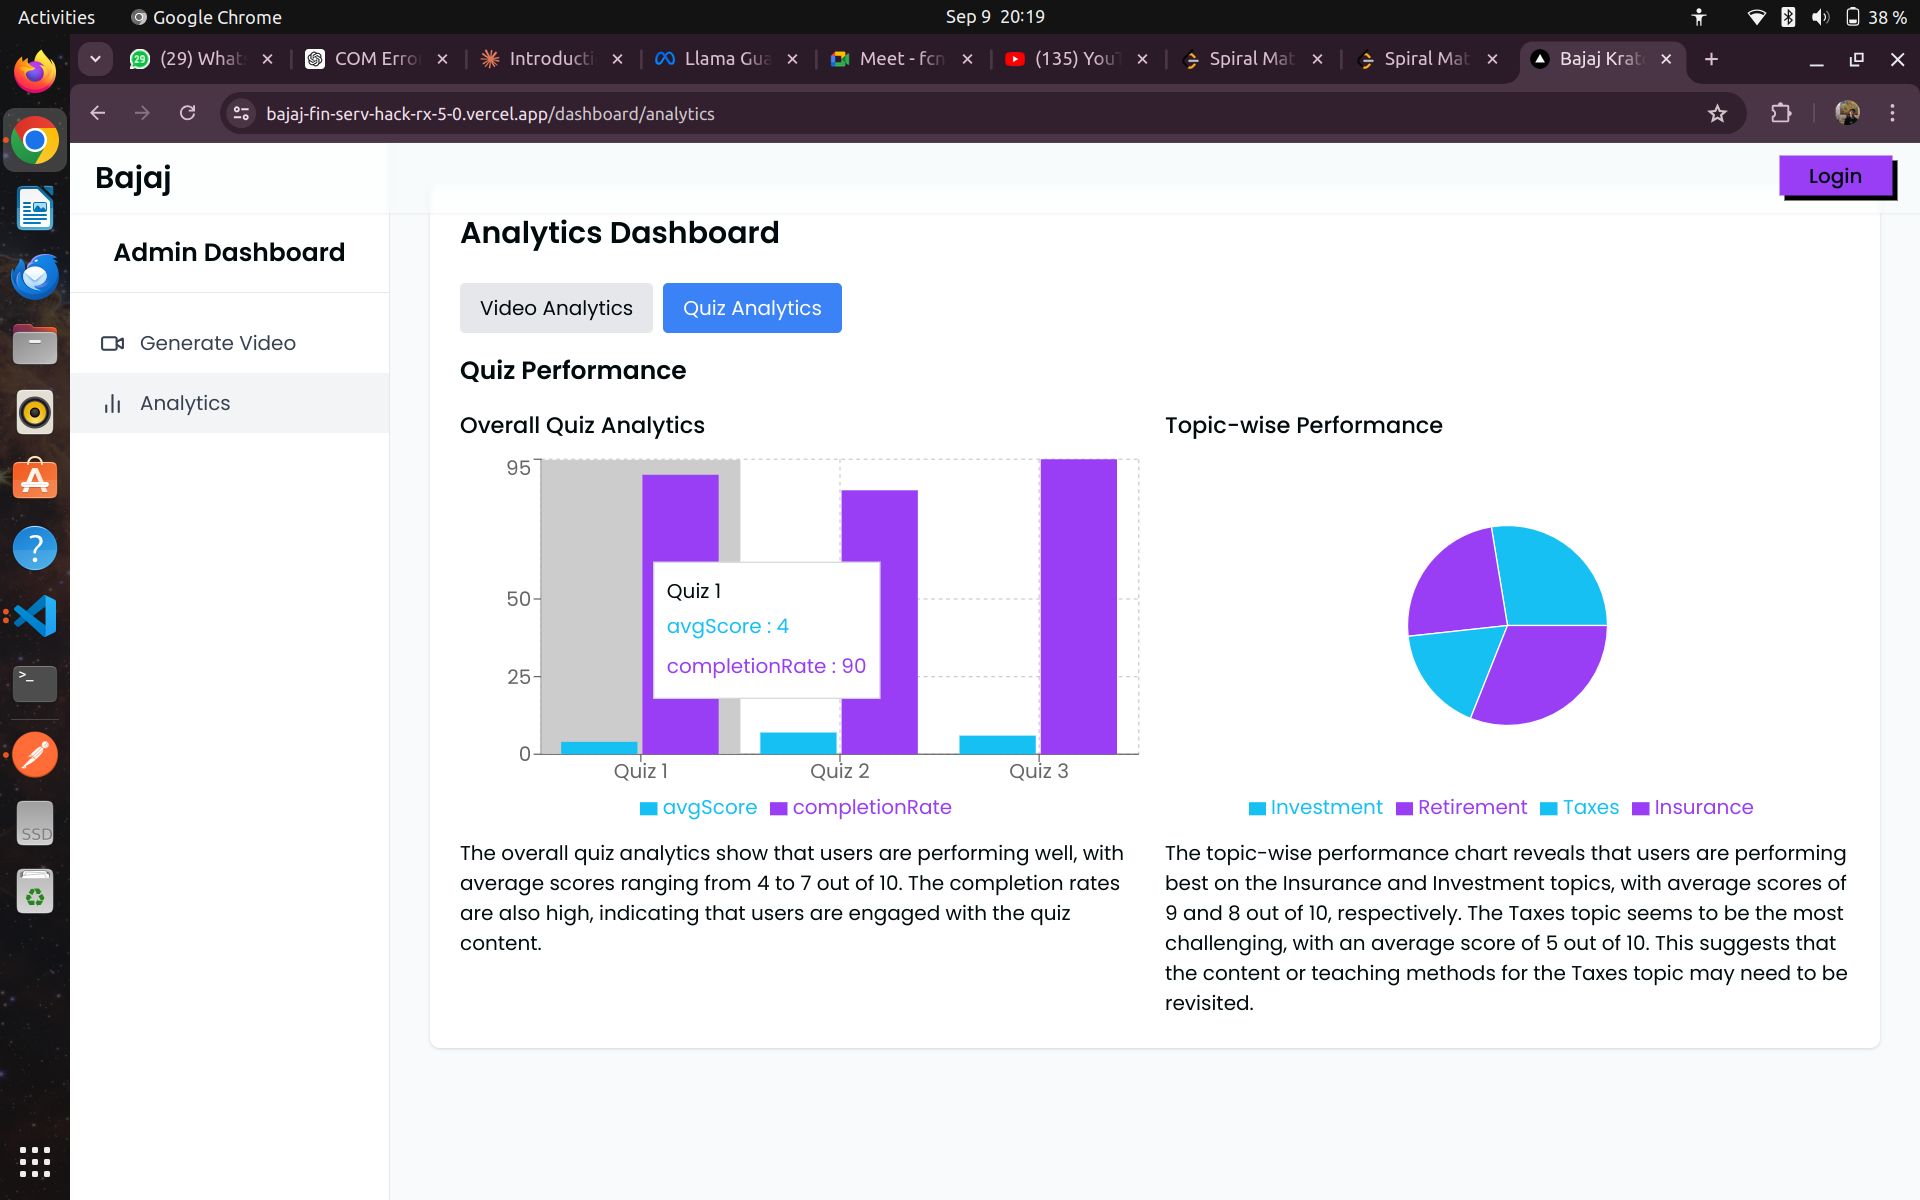 Activities
Google Chrome
Sep 9 20:19
38 %
(29) Whats
COM Erro
Introducti
Llama Gua
Meet - fcn
(135) YouT
Spiral Mat
Spiral Mat
Bajaj Krat
bajaj-fin-serv-hack-rx-5-0.vercel.app/dashboard/analytics
Bajaj
Login
Admin Dashboard
Generate Video
Analytics
Analytics Dashboard
Video Analytics
Quiz Analytics
Quiz Performance
Overall Quiz Analytics
95
50
25
0
Quiz 1
avgScore : 4
completionRate : 90
Quiz 1
Quiz 2
Quiz 3
avgScore
completionRate
The overall quiz analytics show that users are performing well, with
average scores ranging from 4 to 7 out of 10. The completion rates
are also high, indicating that users are engaged with the quiz
content.
Topic-wise Performance
Investment
Retirement
Taxes
Insurance
The topic-wise performance chart reveals that users are performing
best on the Insurance and Investment topics, with average scores of
9 and 8 out of 10, respectively. The Taxes topic seems to be the most
challenging, with an average score of 5 out of 10. This suggests that
the content or teaching methods for the Taxes topic may need to be
revisited.
SSD